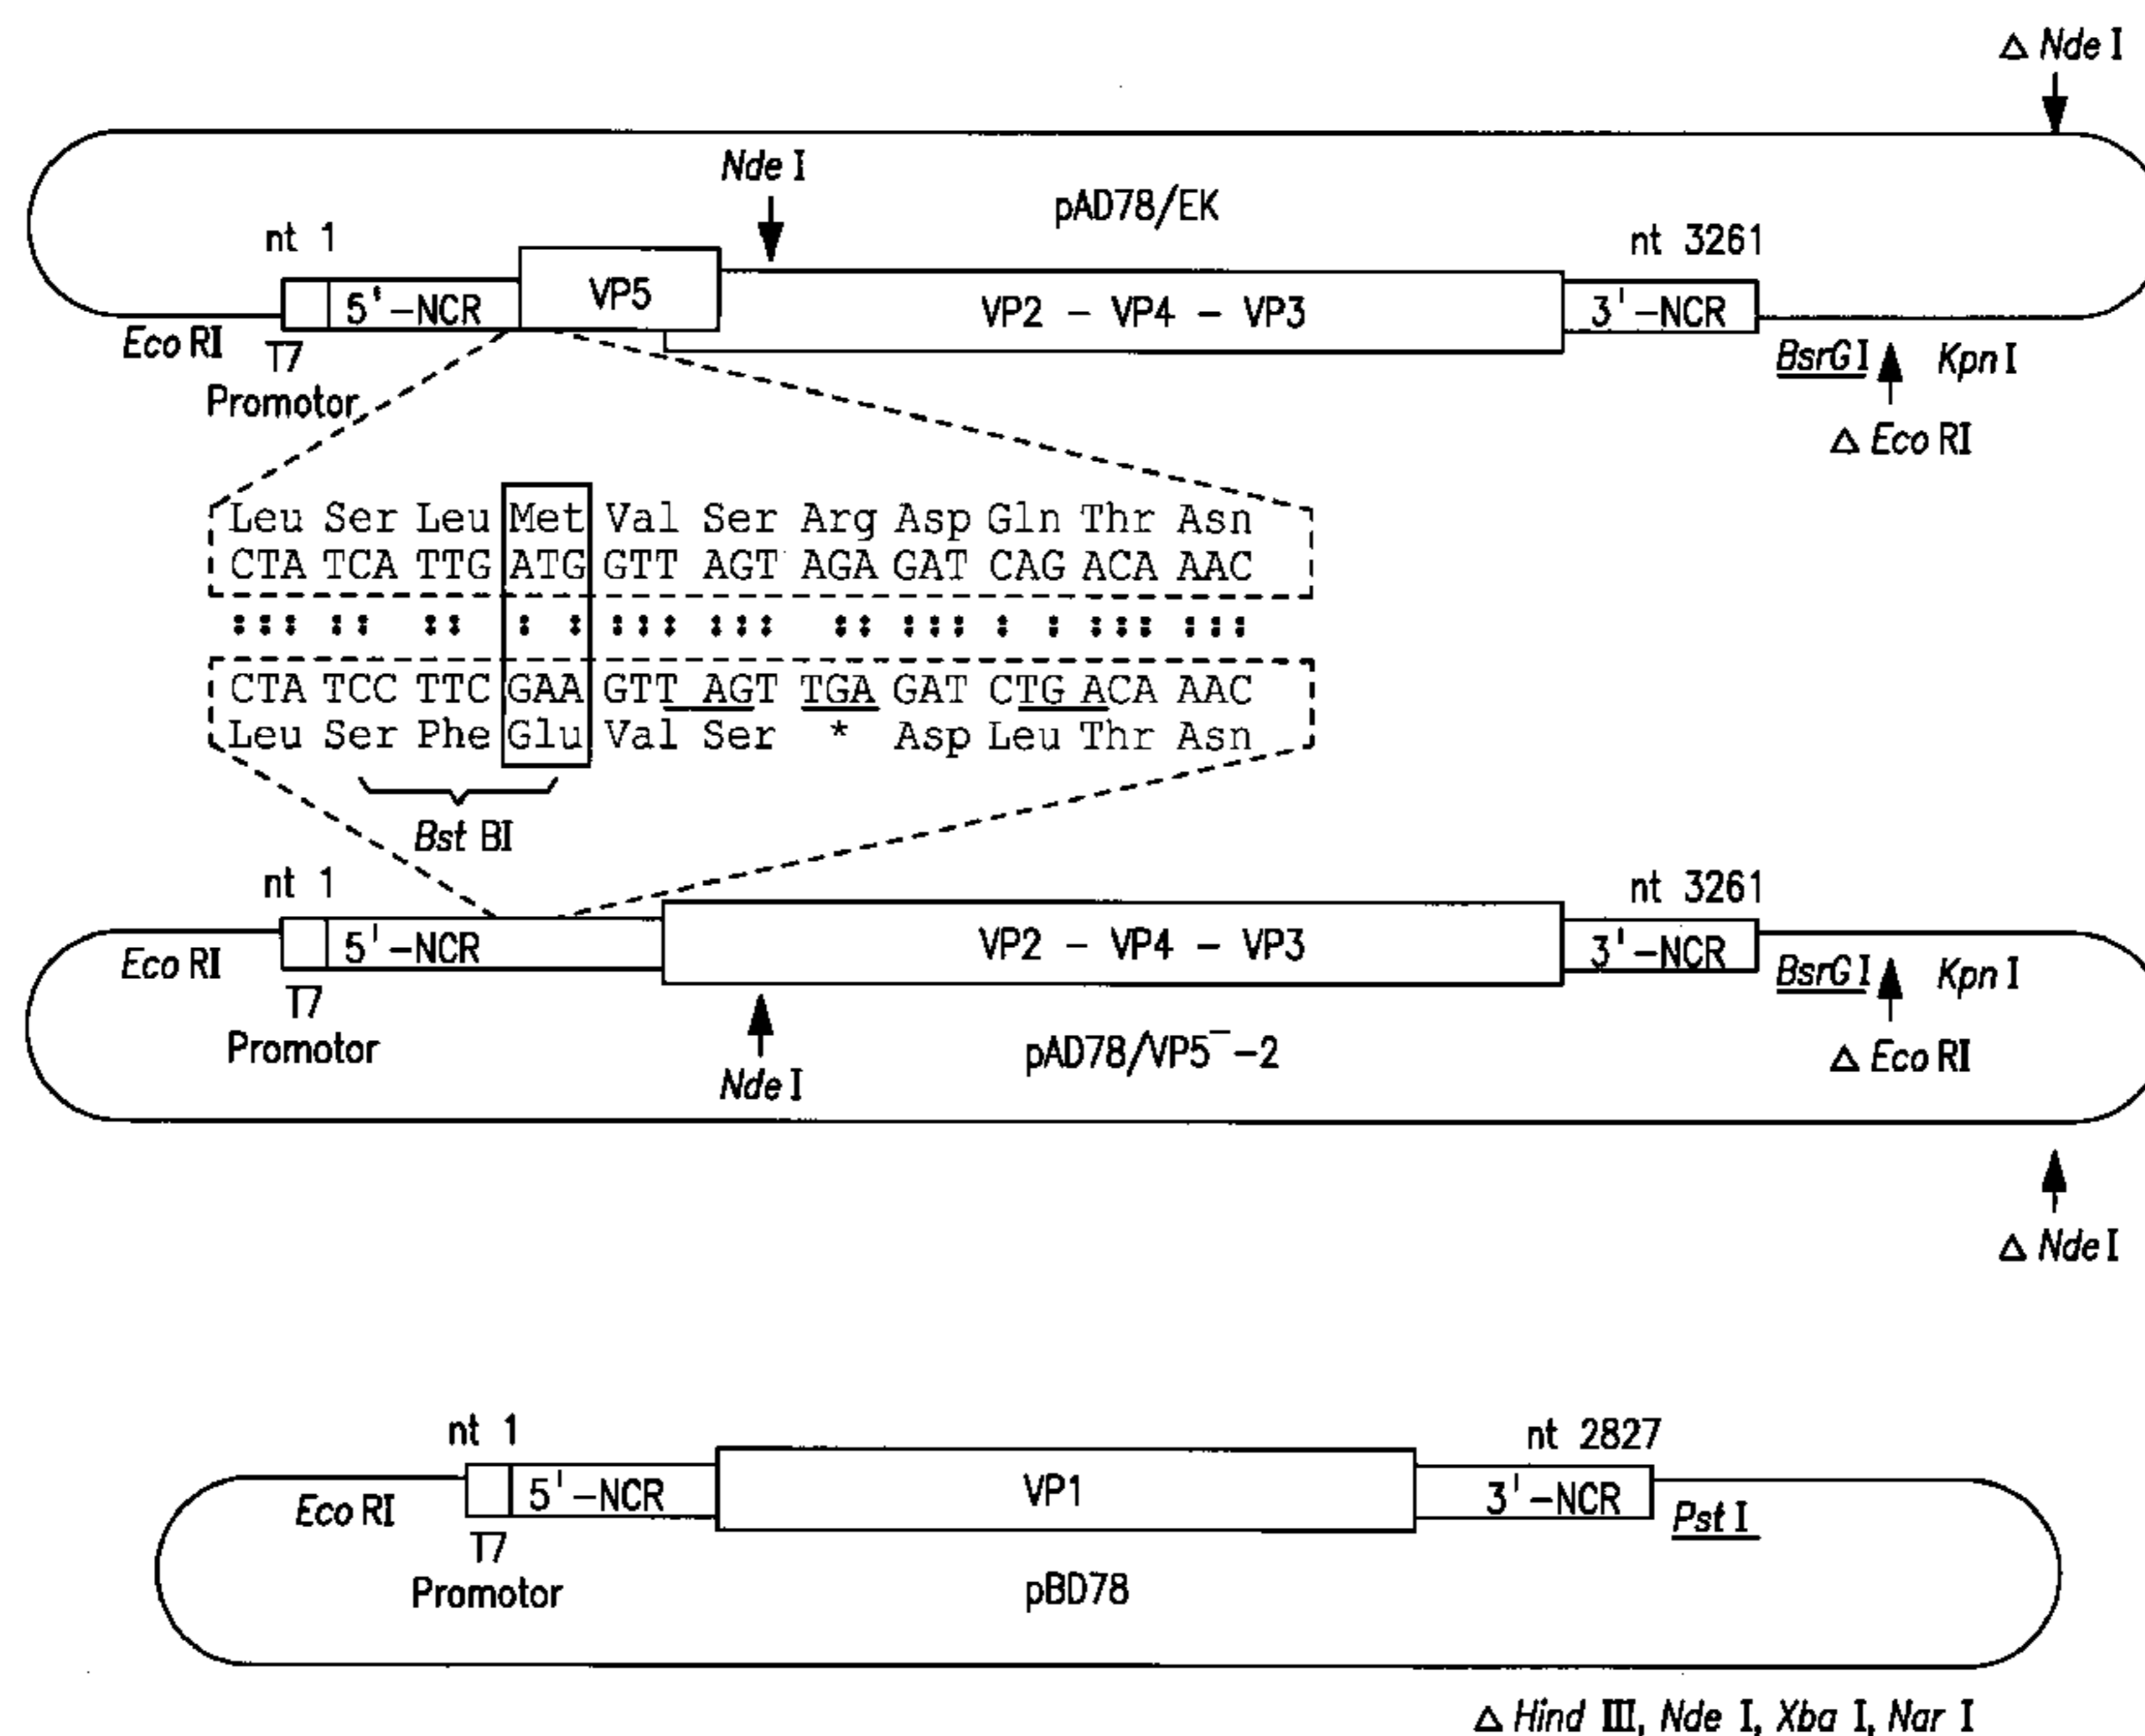 Δ Nde I
Nde I
pAD78/EK
nt 1
nt 3261
VP5
5'-NCR
VP2 - VP4 - VP3
3'-NCR
Eco RI
T7
Promotor
BsrG I
Kpn I
Δ Eco RI
Leu Ser Leu Met Val Ser Arg Asp Gln Thr Asn
CTA TCA TTG ATG GTT AGT AGA GAT CAG ACA AAC
CTA TCC TTC GAA GTT AGT TGA GAT CTG ACA AAC
Leu Ser Phe Glu Val Ser * Asp Leu Thr Asn
Bst BI
nt 1
nt 3261
Eco RI
5'-NCR
VP2 - VP4 - VP3
3'-NCR
BsrG I
Kpn I
T7
Promotor
Nde I
pAD78/VP5¯-2
Δ Eco RI
Δ Nde I
nt 1
nt 2827
Eco RI
5'-NCR
VP1
3'-NCR
Pst I
T7
Promotor
pBD78
Δ Hind III, Nde I, Xba I, Nar I